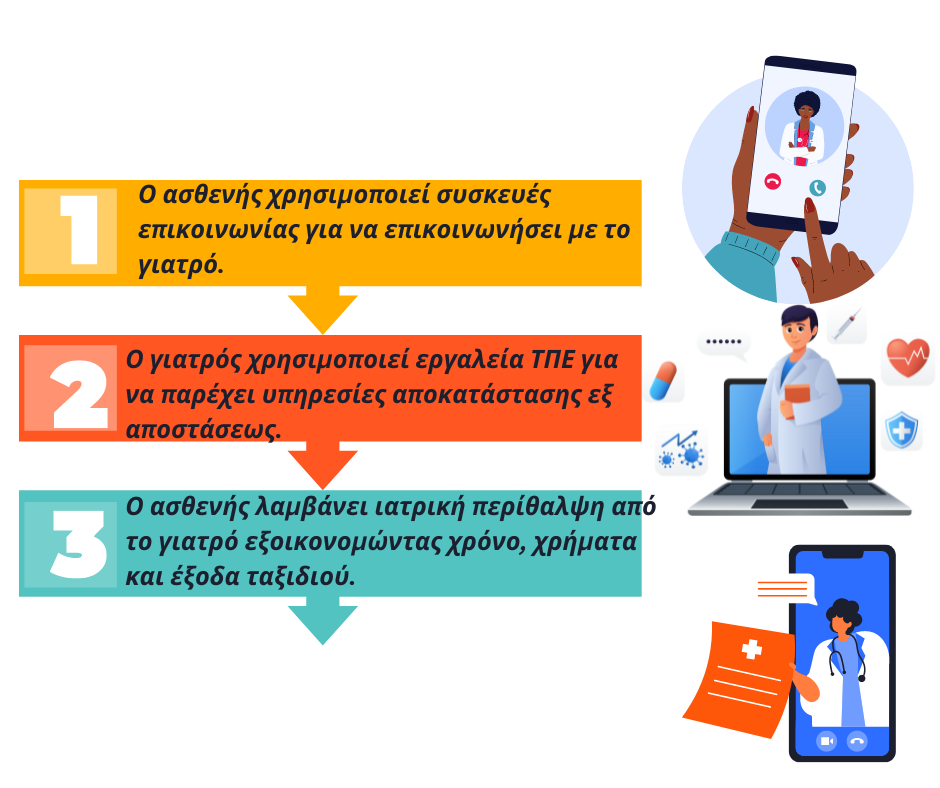 1
Ο ασθενής χρησιμοποιεί συσκευές
επικοινωνίας για να επικοινωνήσει με το
γιατρό.
2
Ο γιατρός χρησιμοποιεί εργαλεία ΤΠΕ για
να παρέχει υπηρεσίες αποκατάστασης εξ
αποστάσεως.
3
Ο ασθενής λαμβάνει ιατρική περίθαλψη από
το γιατρό εξοικονομώντας χρόνο, χρήματα
και έξοδα ταξιδιού.